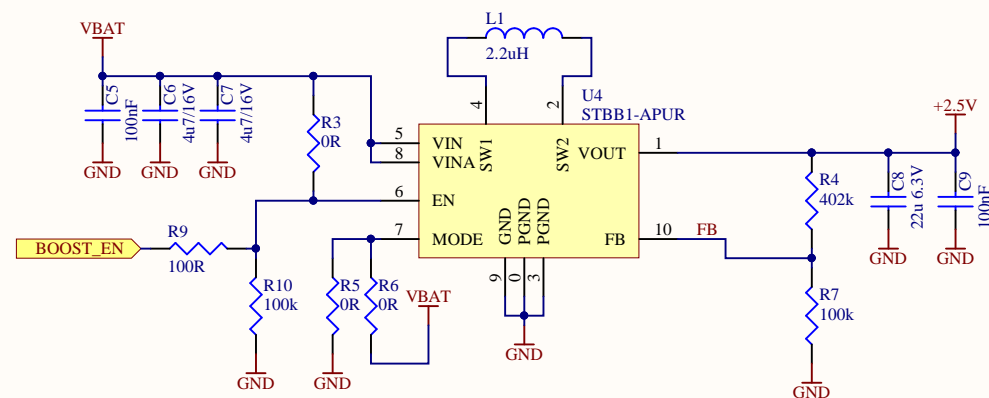 L1
2.2uH
VBAT
C5
100nF
C6
4u7/16V
C7
4u7/16V
GND
GND
GND
R3
0R
4
2
U4
STBB1-APUR
5
VIN
8
VINA
SW1
SW2
VOUT
1
+2.5V
6
EN
7
MODE
GND
PGND
PGND
9
0
3
FB
10
FB
R4
402k
C8
22u 6.3V
C9
100nF
GND
GND
BOOST_EN
R9
100R
R10
100k
GND
R5
0R
R6
0R
VBAT
GND
GND
R7
100k
GND